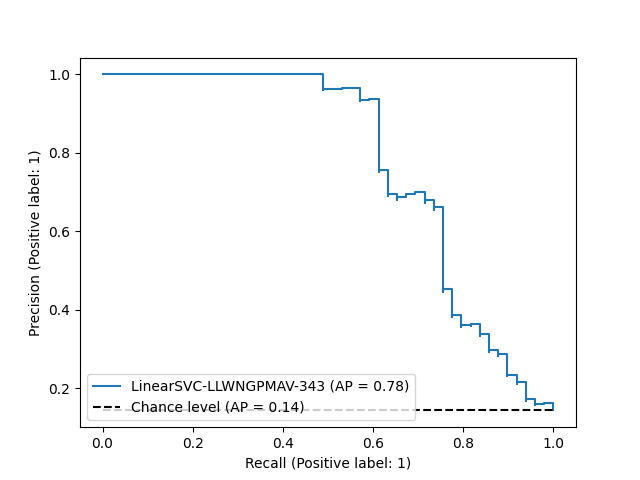 1.0
0.8
0.6
0.4
0.2
Precision (Positive label: 1)
LinearSVC-LLWNGPMAV-343 (AP = 0.78)
Chance level (AP = 0.14)
0.0 0.2 0.4 0.6 0.8 1.0
Recall (Positive label: 1)